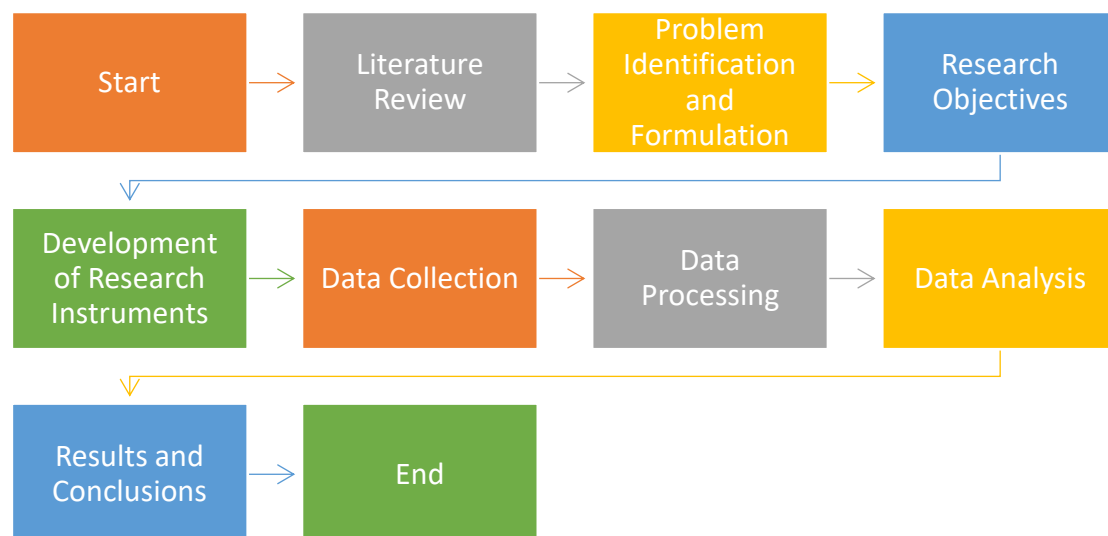 Start
Literature
Review
Problem
Identification
and
Formulation
Research
Objectives
Development
of Research
Instruments
Data Collection
Data
Processing
Data Analysis
Results and
Conclusions
End